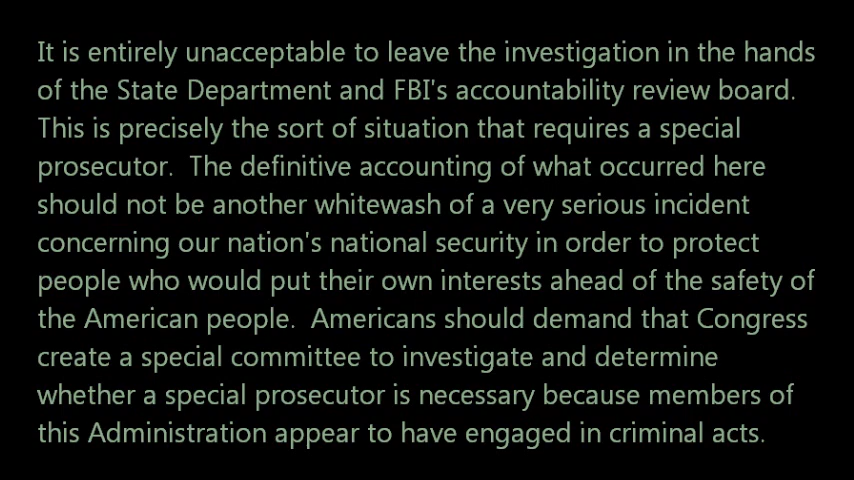 It is entirely unacceptable to leave the investigation in the hands
of the State Department and FBI's accountability review board.
This is precisely the sort of situation that requires a special
prosecutor.  The definitive accounting of what occurred here
should not be another whitewash of a very serious incident
concerning our nation's national security in order to protect
people who would put their own interests ahead of the safety of
the American people.  Americans should demand that Congress
create a special committee to investigate and determine
whether a special prosecutor is necessary because members of
this Administration appear to have engaged in criminal acts.